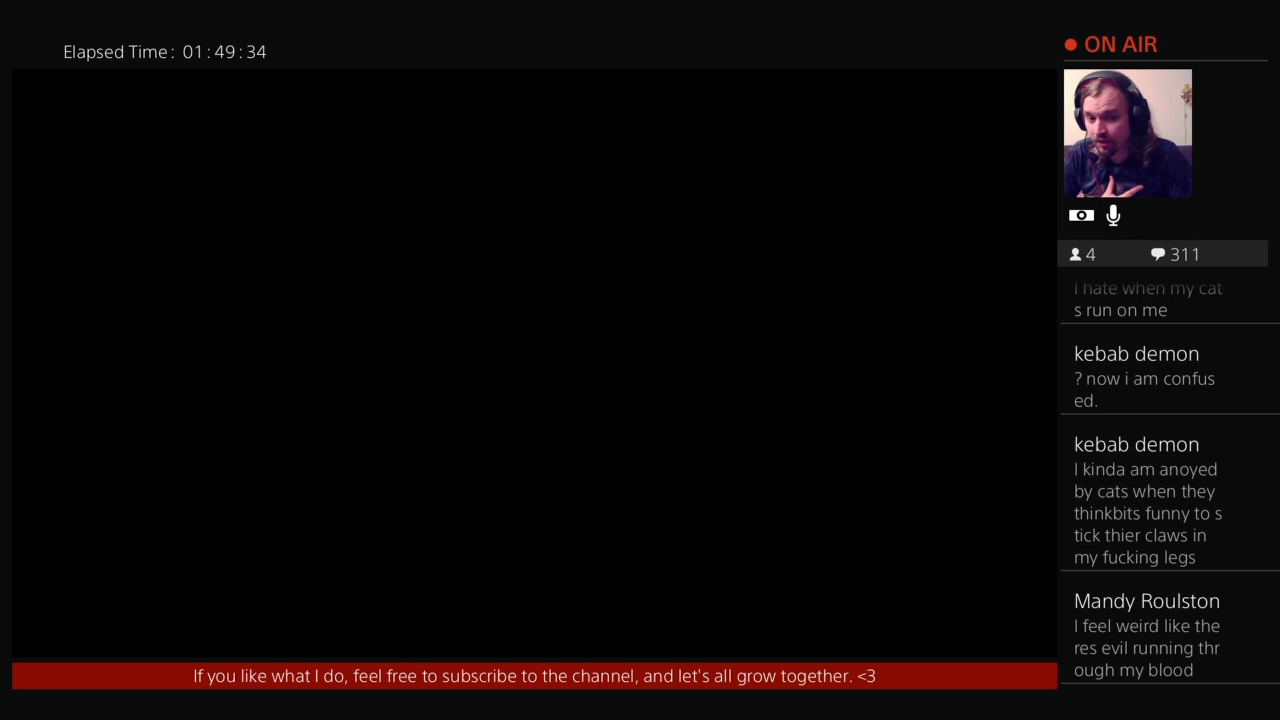 Elapsed Time: 01:49:34
ON AIR
4 311
I hate when my cat
s run on me
kebab demon
? now i am confus
ed.
kebab demon
I kinda am anoyed
by cats when they
thinkbits funny to s
tick thier claws in
my fucking legs
Mandy Roulston
I feel weird like the
res evil running thr
ough my blood
If you like what I do, feel free to subscribe to the channel, and let's all grow together. <3